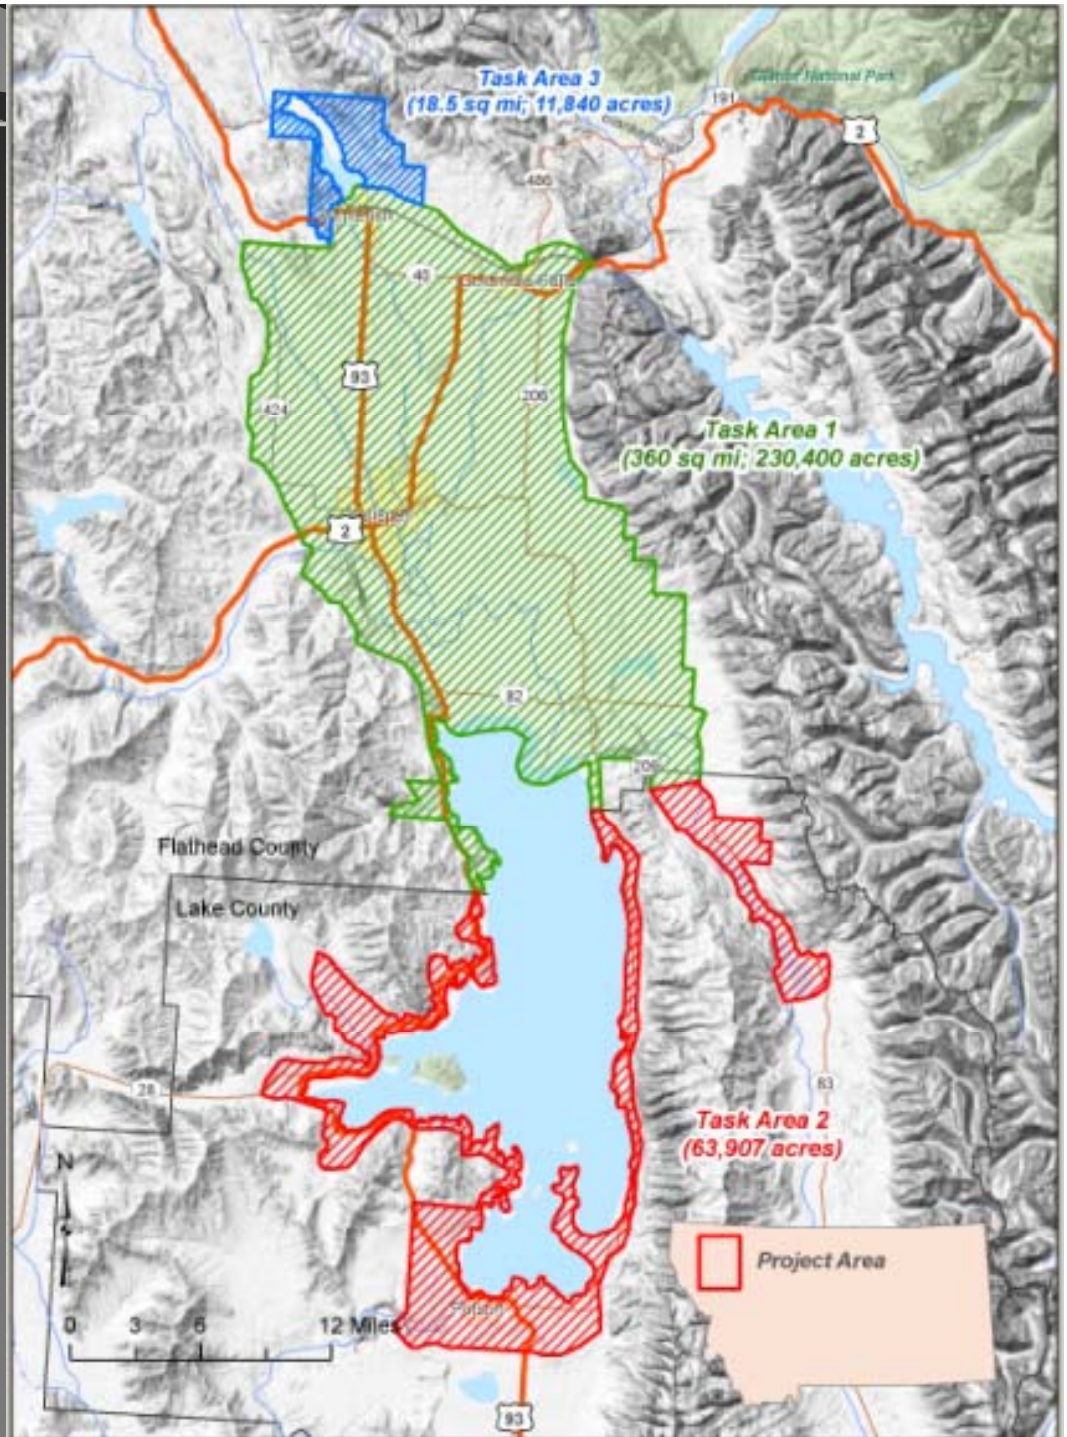 Task Area 3
(18.5 sq mi; 11,840 acres)
Glacier National Park
191
2
486
40
93
424
206
Task Area 1
(360 sq mi; 230,400 acres)
2
82
209
Flathead County
Lake County
28
83
Task Area 2
(63,907 acres)
N
Project Area
Polson
0 3 6 12 Miles
93